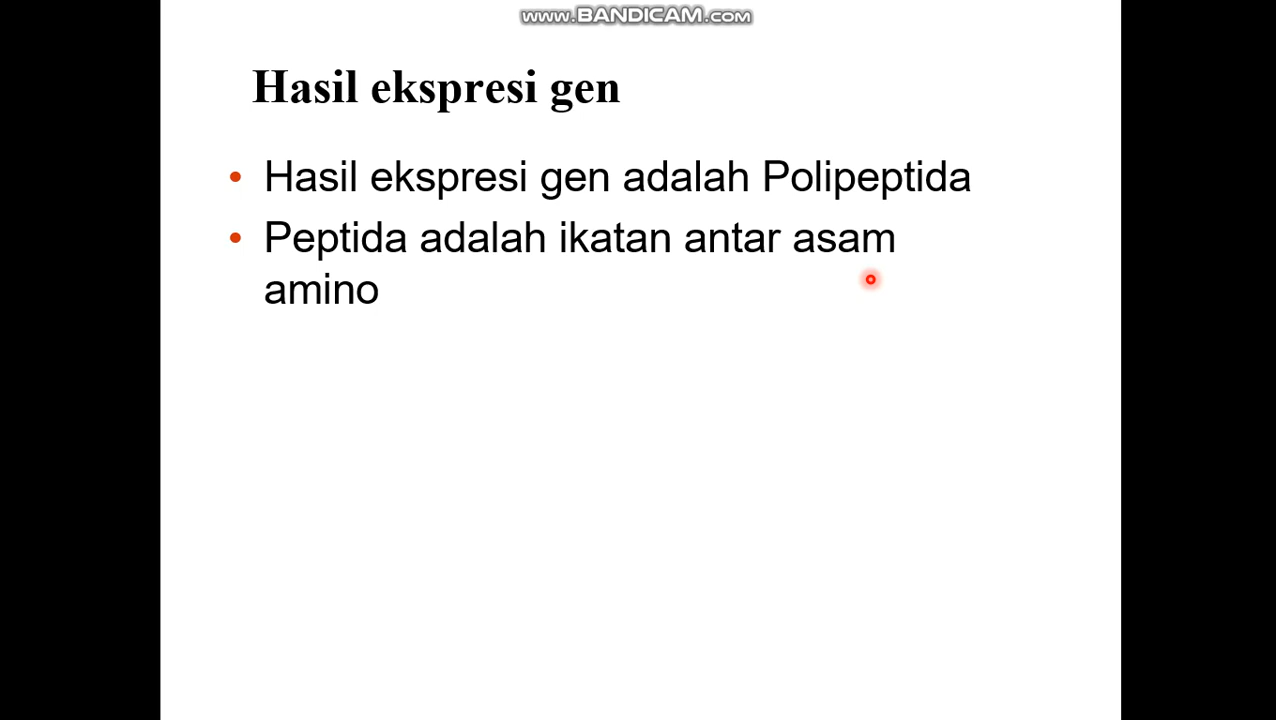 www.BANDICAM.com
Hasil ekspresi gen
• Hasil ekspresi gen adalah Polipeptida
• Peptida adalah ikatan antar asam
amino